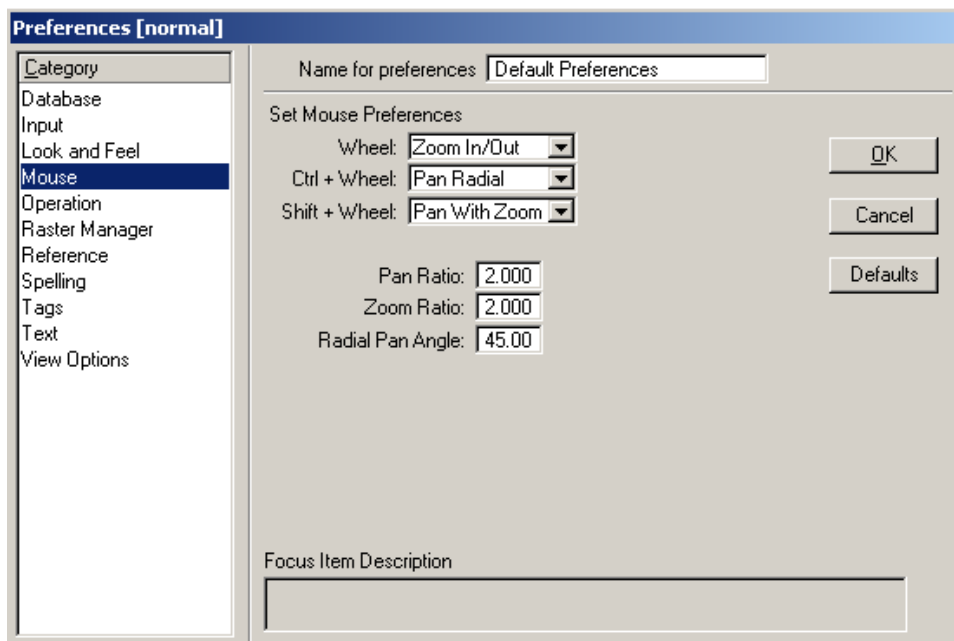 Preferences [normal]
Category
Database
Input
Look and Feel
Mouse
Operation
Raster Manager
Reference
Spelling
Tags
Text
View Options
Name for preferences Default Preferences
Set Mouse Preferences
Wheel: Zoom In/Out
Ctrl + Wheel: Pan Radial
Shift + Wheel: Pan With Zoom
Pan Ratio: 2.000
Zoom Ratio: 2.000
Radial Pan Angle: 45.00
OK
Cancel
Defaults
Focus Item Description